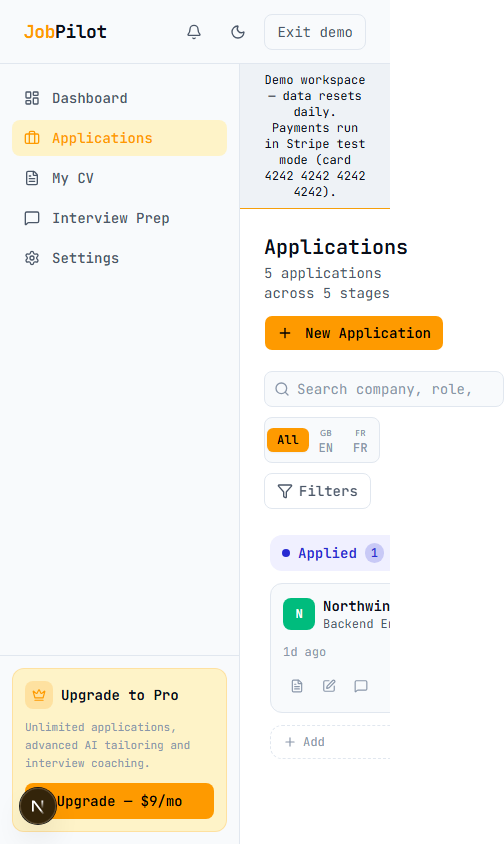 JobPilot
Exit demo
Dashboard
Applications
My CV
Interview Prep
Settings
Upgrade to Pro
Unlimited applications,
advanced AI tailoring and
interview coaching.
Upgrade — $9/mo
N
Demo workspace
— data resets
daily.
Payments run
in Stripe test
mode (card
4242 4242 4242
4242).
Applications
5 applications
across 5 stages
+ New Application
Search company, role,
All
GB
EN
FR
FR
Filters
Applied 1
N
Northwin
Backend
1d ago
+ Add